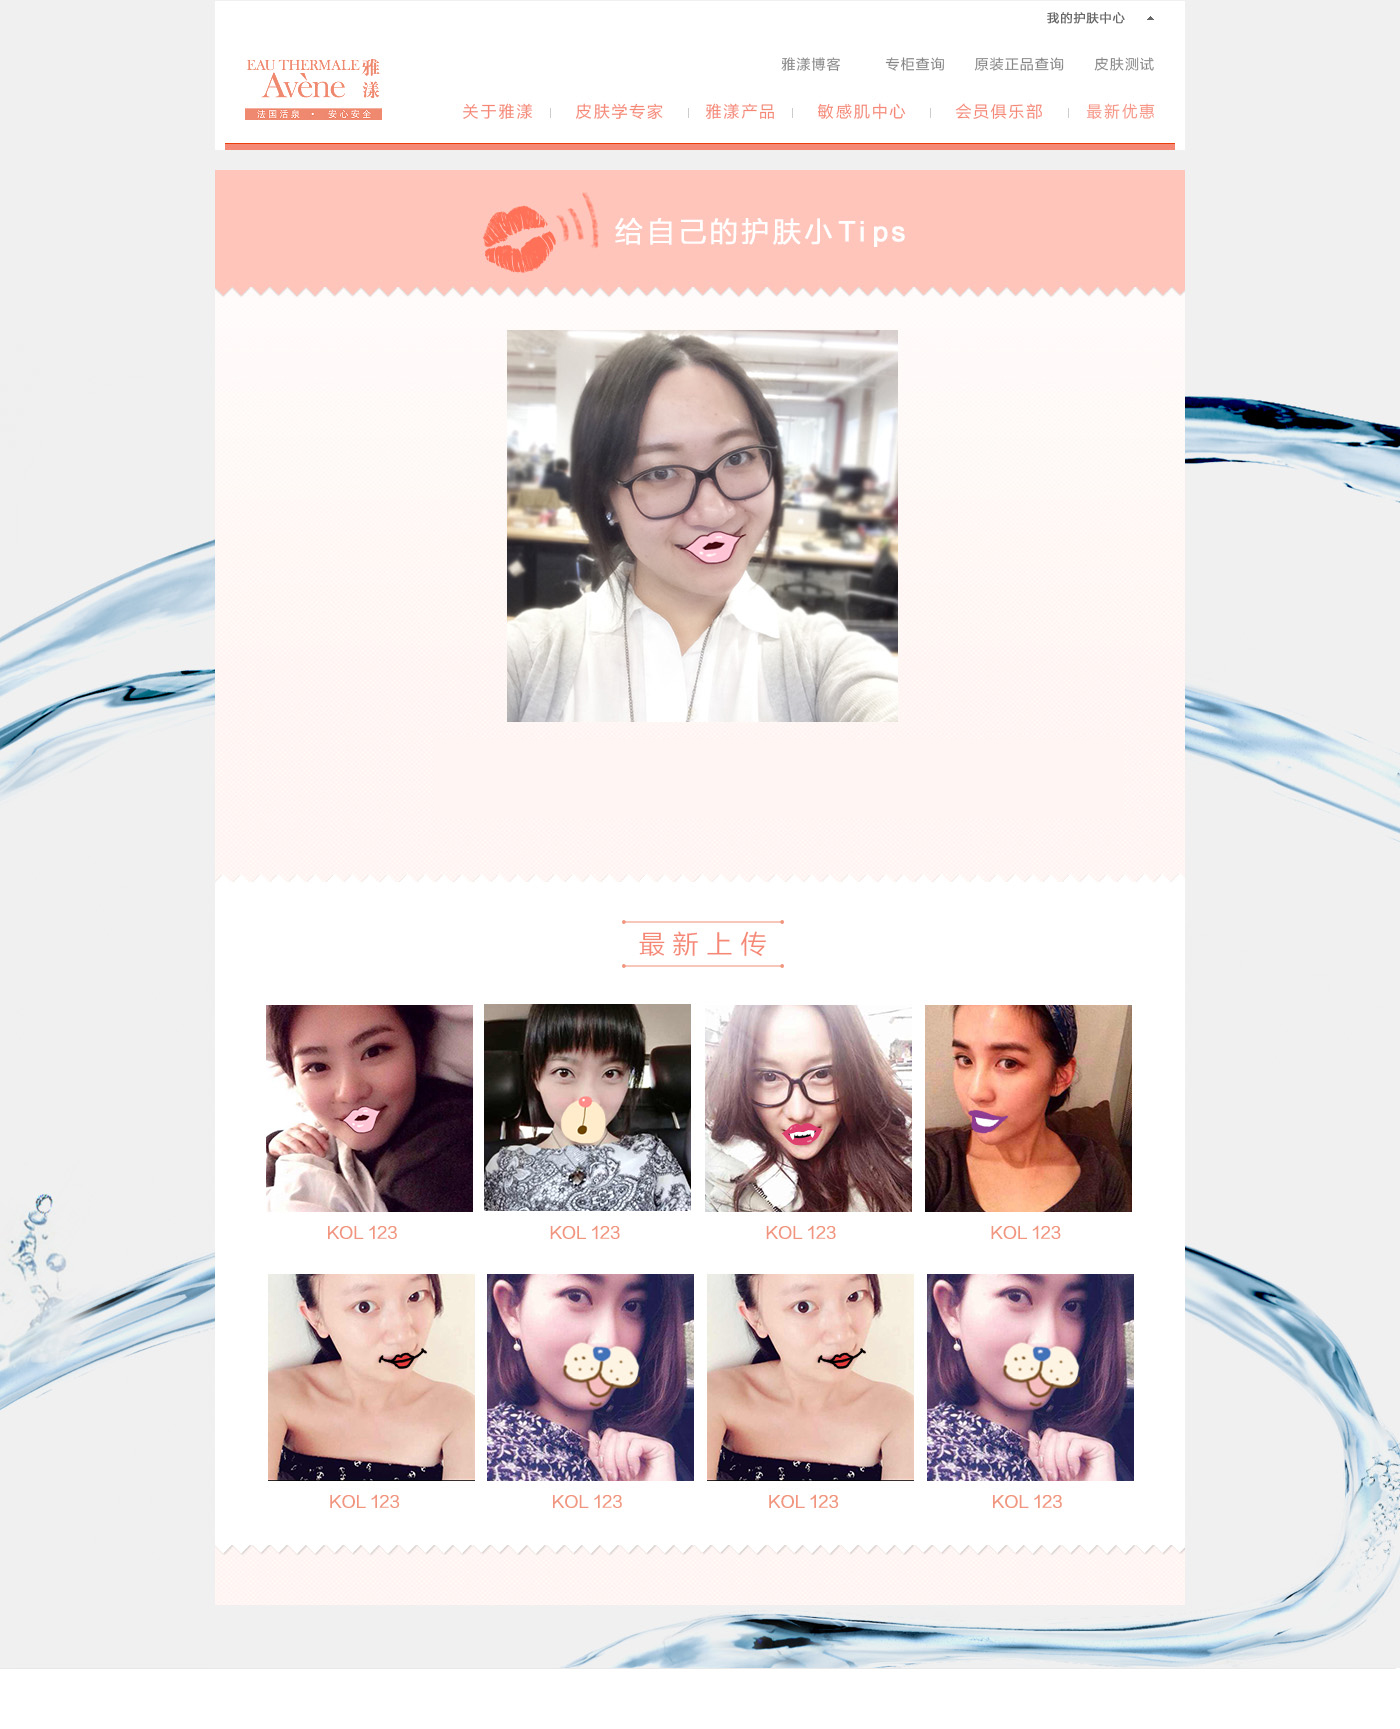 我的护肤中心
雅漾博客 专柜查询 原装正品查询 皮肤测试
EAU THERMALE 雅漾
Avène
法国活泉 · 安心安全
关于雅漾 皮肤学专家 雅漾产品 敏感肌中心 会员俱乐部 最新优惠
给自己的护肤小Tips
最新上传
KOL 123 KOL 123 KOL 123 KOL 123
KOL 123 KOL 123 KOL 123 KOL 123